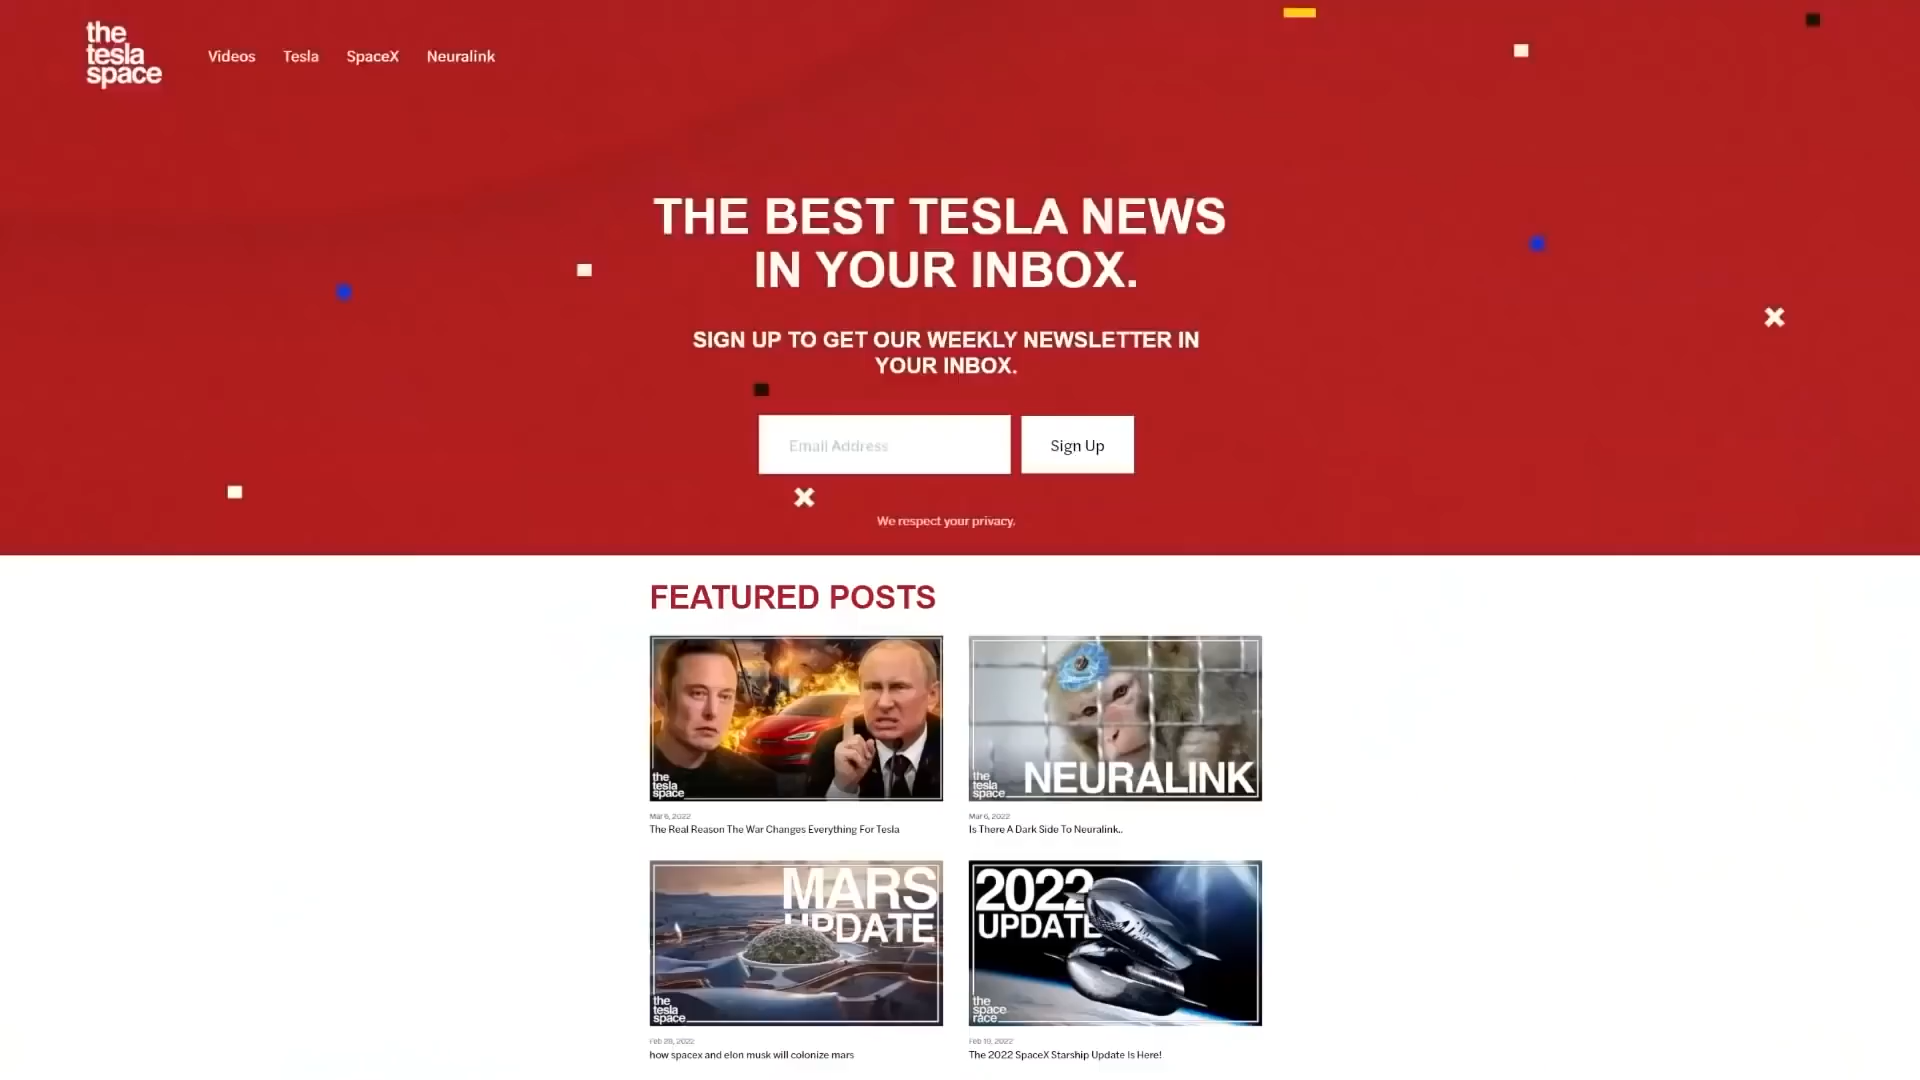 the
tesla
space
Videos Tesla SpaceX Neuralink
THE BEST TESLA NEWS
IN YOUR INBOX.
SIGN UP TO GET OUR WEEKLY NEWSLETTER IN
YOUR INBOX.
Email Address
Sign Up
We respect your privacy.
FEATURED POSTS
the
tesla
space
Mar 6, 2022
The Real Reason The War Changes Everything For Tesla
the
tesla
space
NEURALINK
Mar 6, 2022
Is There A Dark Side To Neuralink..
MARS
UPDATE
the
tesla
space
Feb 28, 2022
how spacex and elon musk will colonize mars
2022
UPDATE
the
space
race
Feb 19, 2022
The 2022 SpaceX Starship Update Is Here!